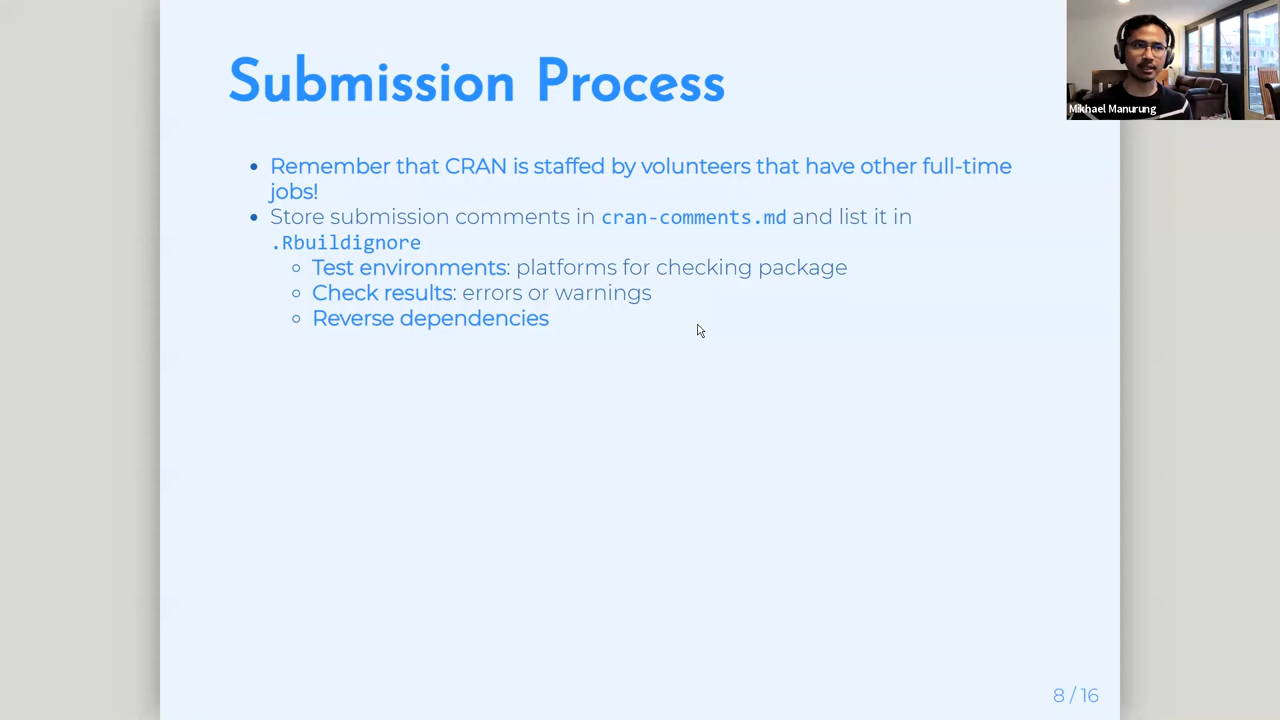 Submission Process
Mikhael Manurung
• Remember that CRAN is staffed by volunteers that have other full-time
jobs!
• Store submission comments in cran-comments.md and list it in
.Rbuildignore
◦ Test environments: platforms for checking package
◦ Check results: errors or warnings
◦ Reverse dependencies
8 / 16